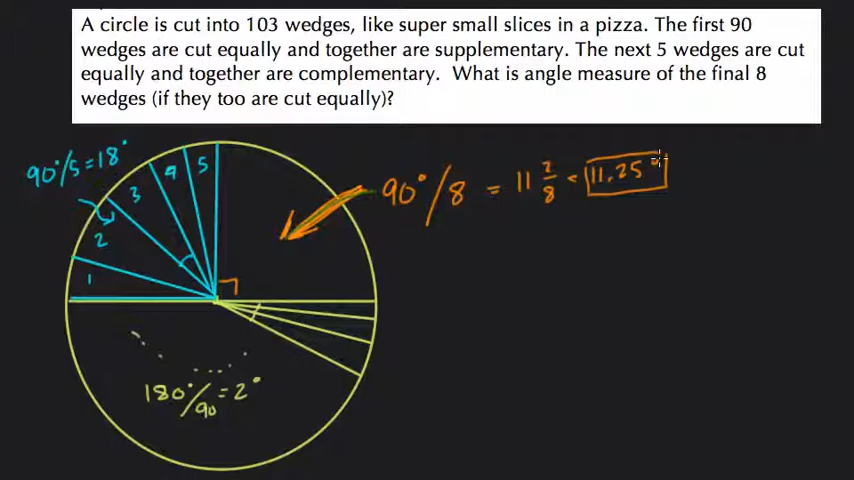 A circle is cut into 103 wedges, like super small slices in a pizza. The first 90
wedges are cut equally and together are supplementary. The next 5 wedges are cut
equally and together are complementary. What is angle measure of the final 8
wedges (if they too are cut equally)?
90°/5=18°
1
2
3
4
5
90°/8 = 11 2/8 = 11.25°
180°/90 = 2°